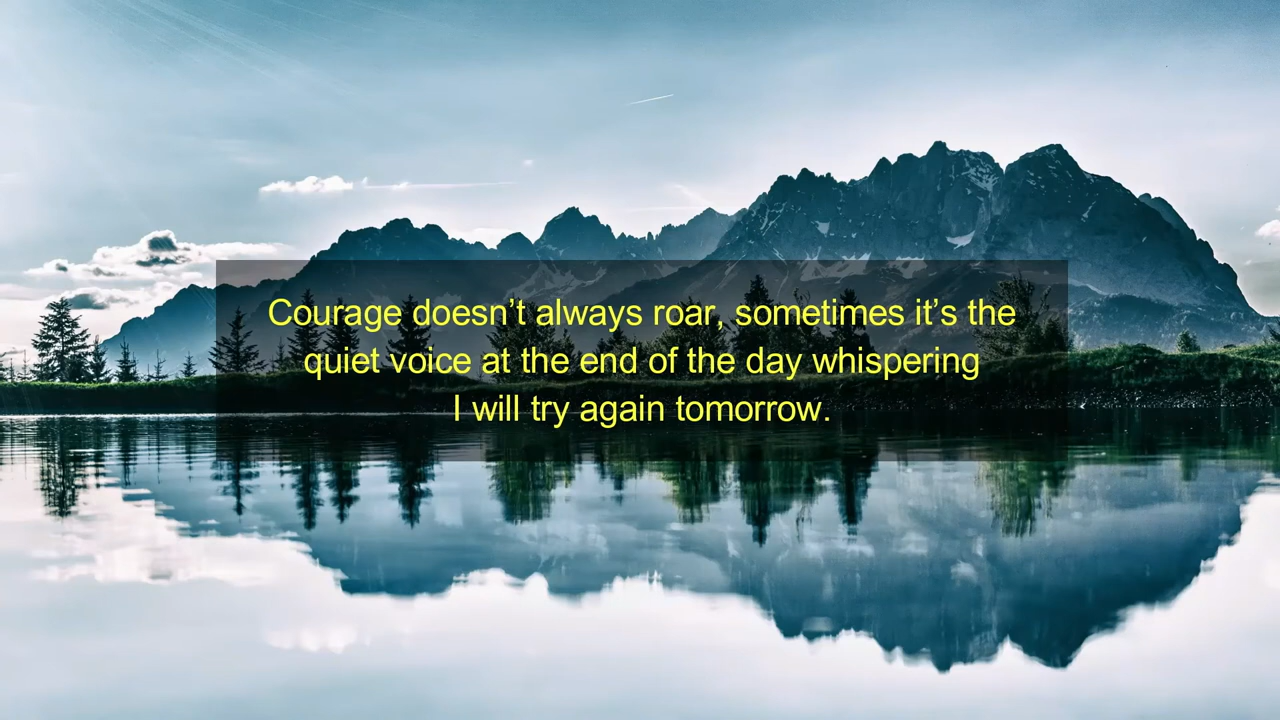 Courage doesn’t always roar, sometimes it’s the
quiet voice at the end of the day whispering
I will try again tomorrow.